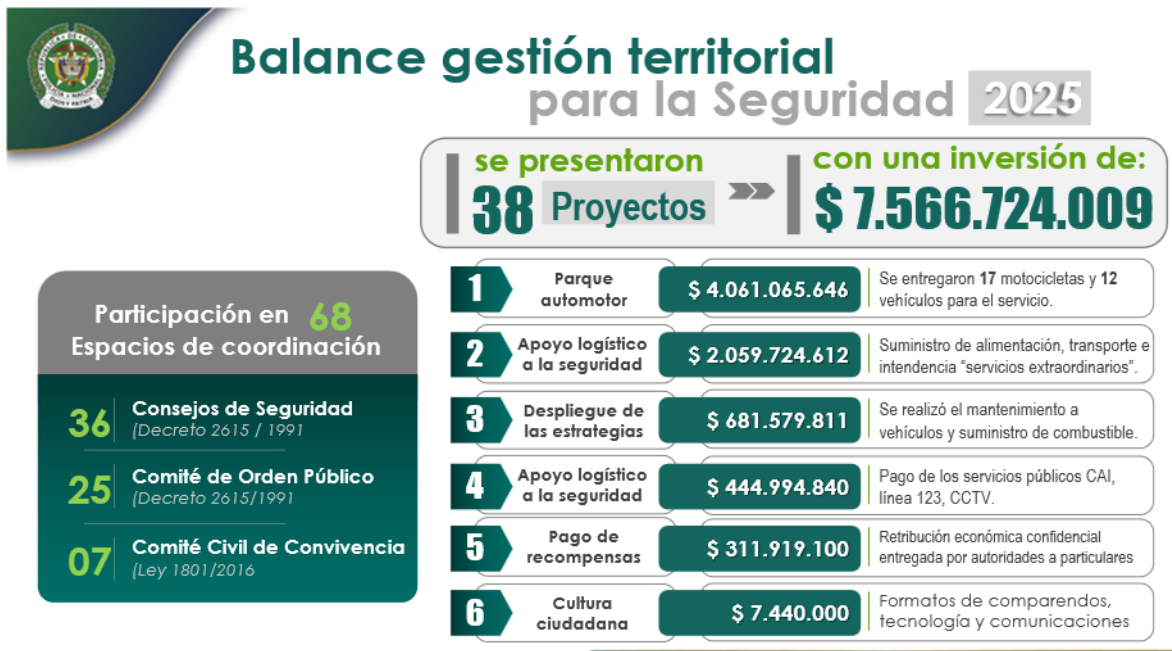 Balance gestión territorial
para la Seguridad 2025
se presentaron
38 Proyectos
con una inversión de:
$ 7.566.724.009
Participación en 68
Espacios de coordinación
36 Consejos de Seguridad
(Decreto 2615 / 1991
25 Comité de Orden Público
(Decreto 2615/1991
07 Comité Civil de Convivencia
(Ley 1801/2016
1
Parque
automotor
$ 4.061.065.646
Se entregaron 17 motocicletas y 12
vehículos para el servicio.
2
Apoyo logístico
a la seguridad
$ 2.059.724.612
Suministro de alimentación, transporte e
intendencia “servicios extraordinarios”.
3
Despliegue de
las estrategias
$ 681.579.811
Se realizó el mantenimiento a
vehículos y suministro de combustible.
4
Apoyo logístico
a la seguridad
$ 444.994.840
Pago de los servicios públicos CAI,
línea 123, CCTV.
5
Pago de
recompensas
$ 311.919.100
Retribución económica confidencial
entregada por autoridades a particulares
6
Cultura
ciudadana
$ 7.440.000
Formatos de comparendos,
tecnología y comunicaciones